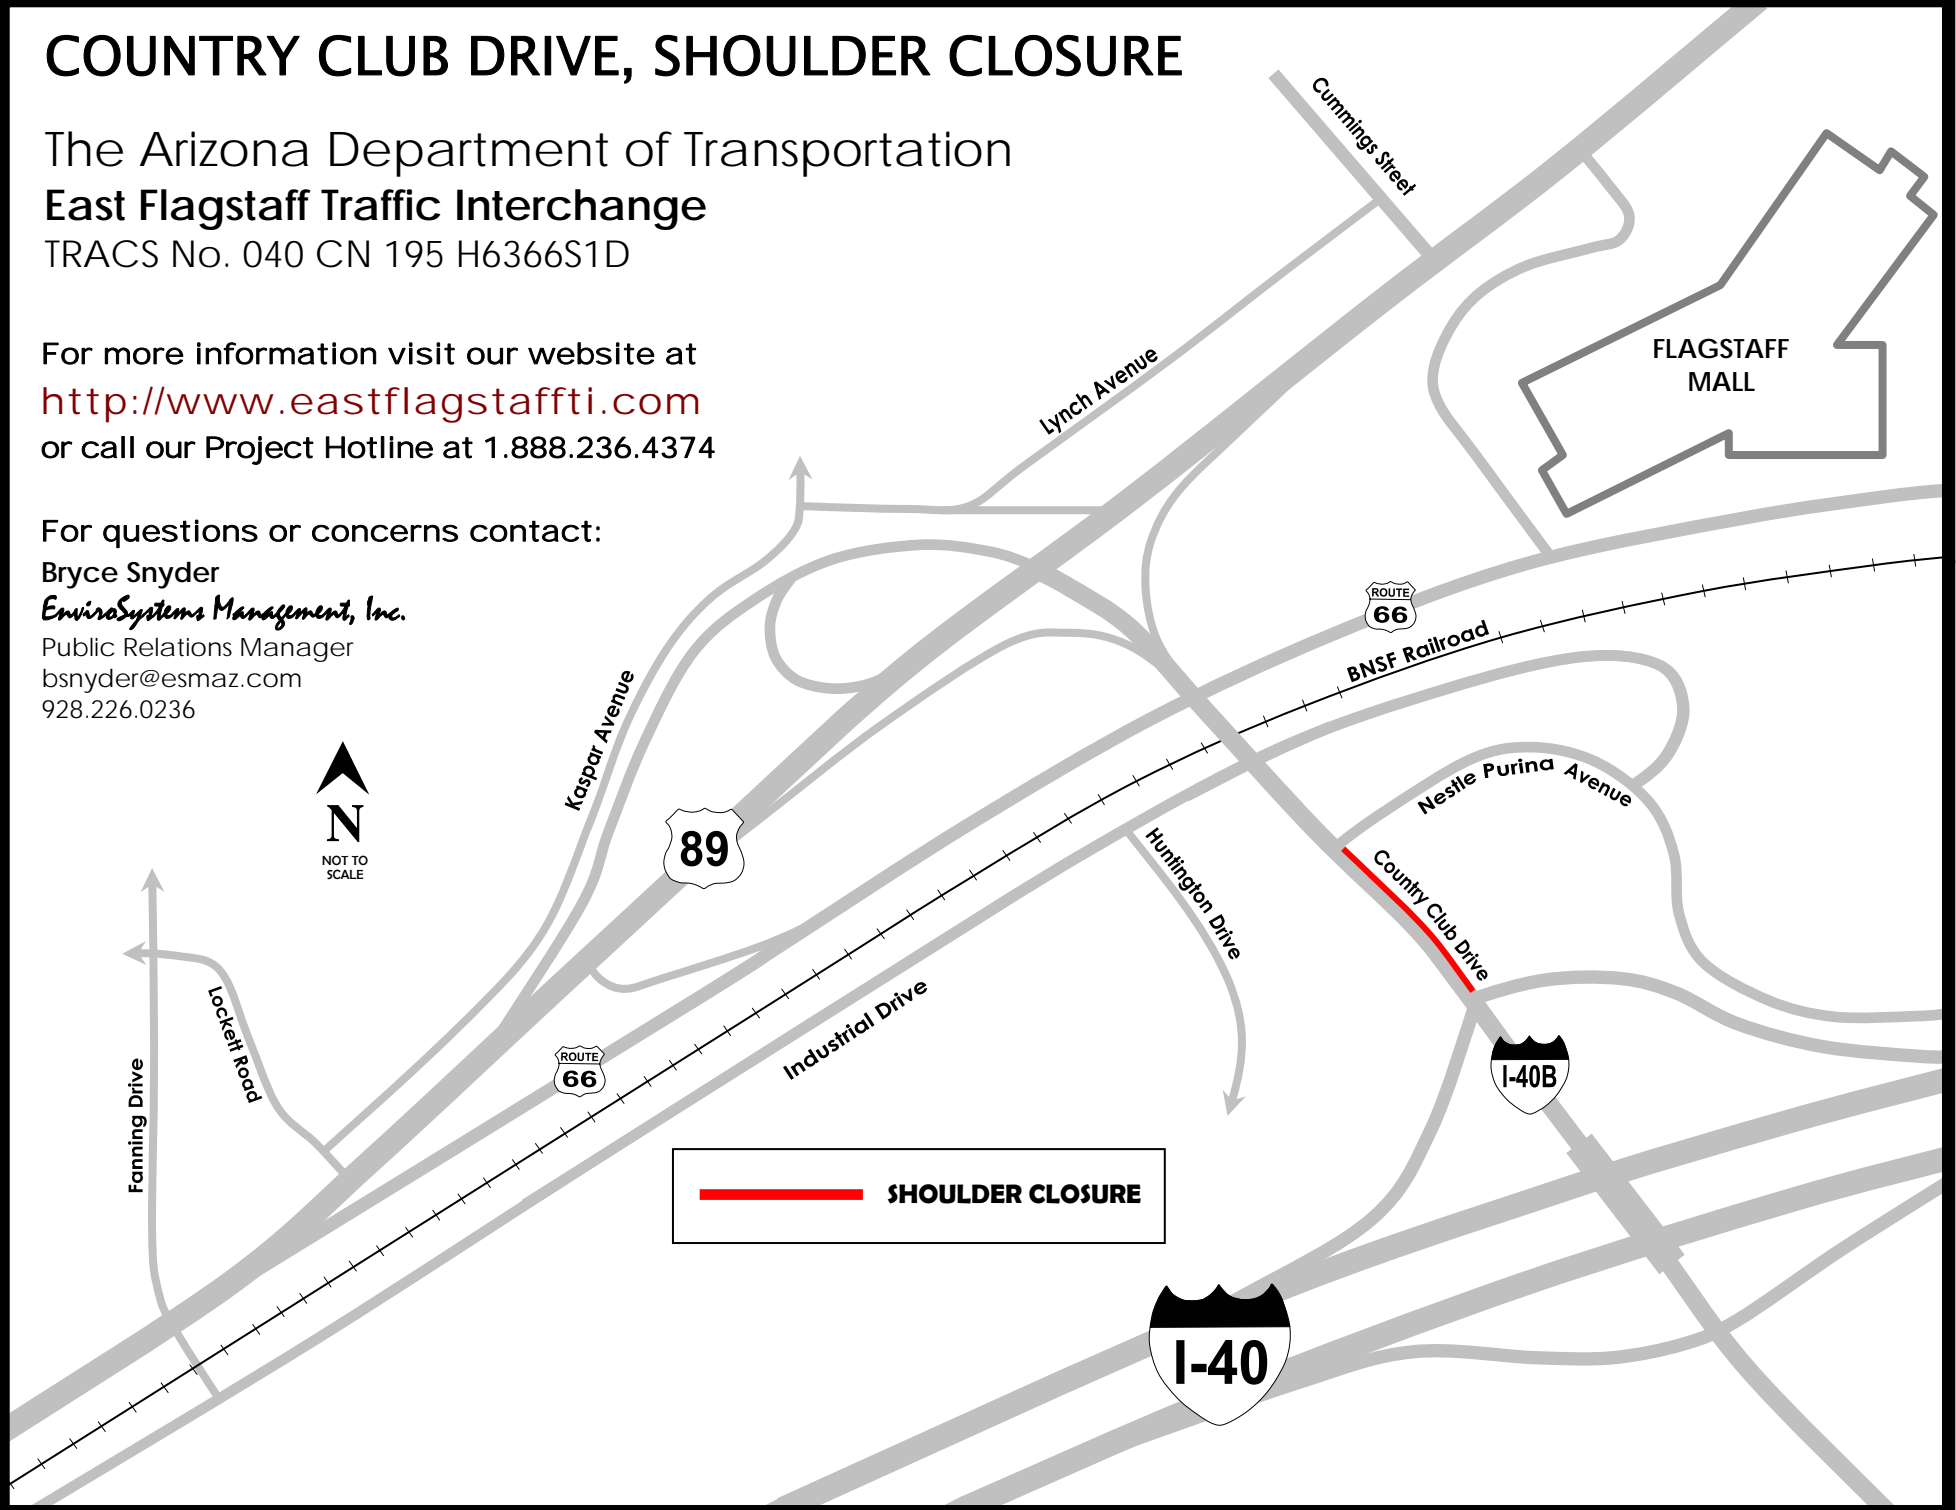 COUNTRY CLUB DRIVE, SHOULDER CLOSURE
The Arizona Department of Transportation
East Flagstaff Traffic Interchange
TRACS No. 040 CN 195 H6366S1D
For more information visit our website at
http://www.eastflagstaffti.com
or call our Project Hotline at 1.888.236.4374
For questions or concerns contact:
Bryce Snyder
EnviroSystems Management, Inc.
Public Relations Manager
bsnyder@esmaz.com
928.226.0236
N
NOT TO
SCALE
Cummings Street
Lynch Avenue
FLAGSTAFF
MALL
ROUTE
66
BNSF Railroad
Kaspar Avenue
89
Nestle Purina Avenue
Huntington Drive
Country Club Drive
Lockett Road
Fanning Drive
Industrial Drive
ROUTE
66
I-40B
SHOULDER CLOSURE
I-40